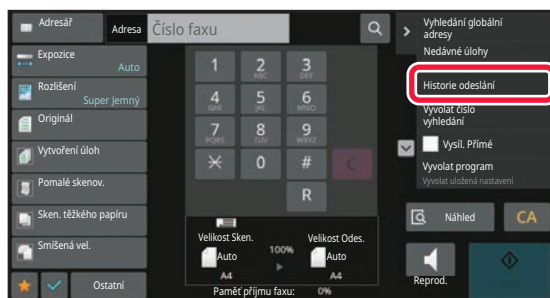 Adresář
Adresa
Číslo faxu
Expozice
Auto
Rozlišení
Super Jemný
Originál
Vytvoření úloh
Pomalé skenov.
Sken. těžkého papíru
Smíšená vel.
Ostatní
1
2
ABC
3
DEF
4
GHI
5
JKL
6
MNO
7
PQRS
8
TUV
9
WXYZ
0
#
C
R
Velikost Sken.
Auto
A4
100%
Velikost Odes.
Auto
A4
Paměť příjmu faxu: 0%
Vyhledání globální
adresy
Nedávné úlohy
Historie odeslání
Vyvolat číslo
vyhledání
Vysíl. Přímé
Vyvolat program
Vyvolat uložená nastavení
Náhled
CA
Reprod.
Start